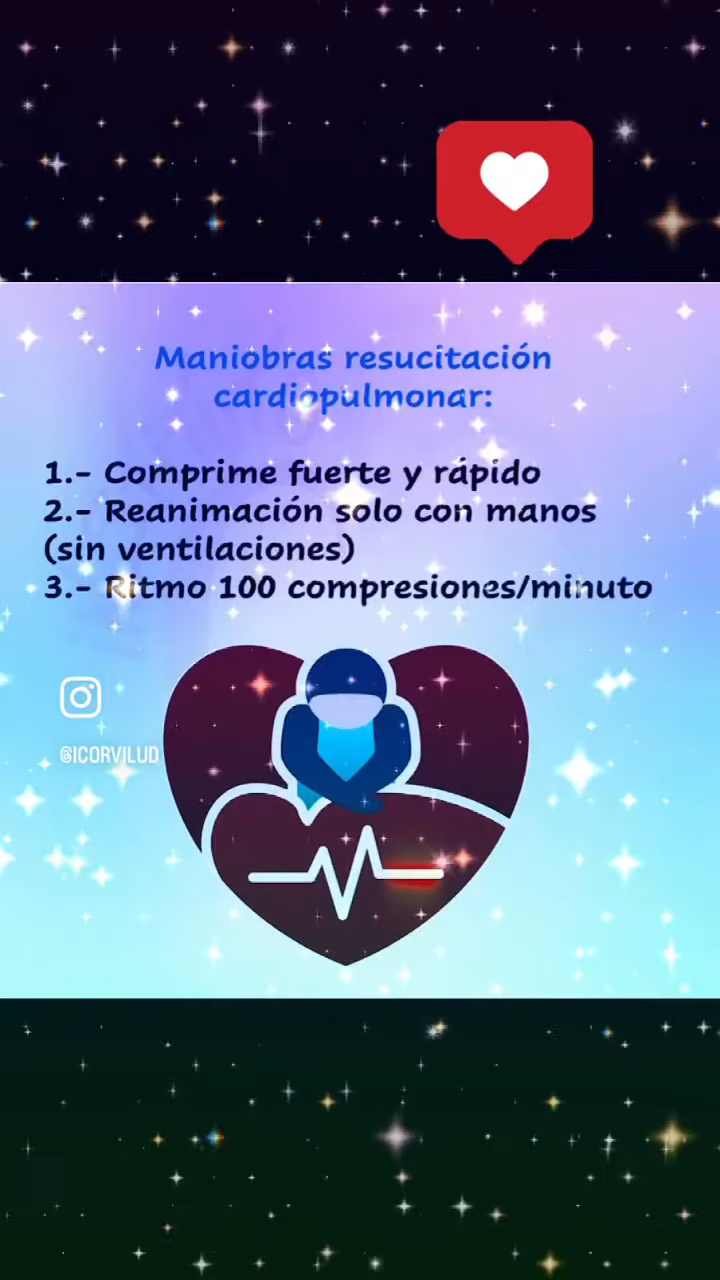 Maniobras resucitación
cardiopulmonar:
1.- Comprime fuerte y rápido
2.- Reanimación solo con manos
(sin ventilaciones)
3.- Ritmo 100 compresiones/minuto
@ICORVILUD